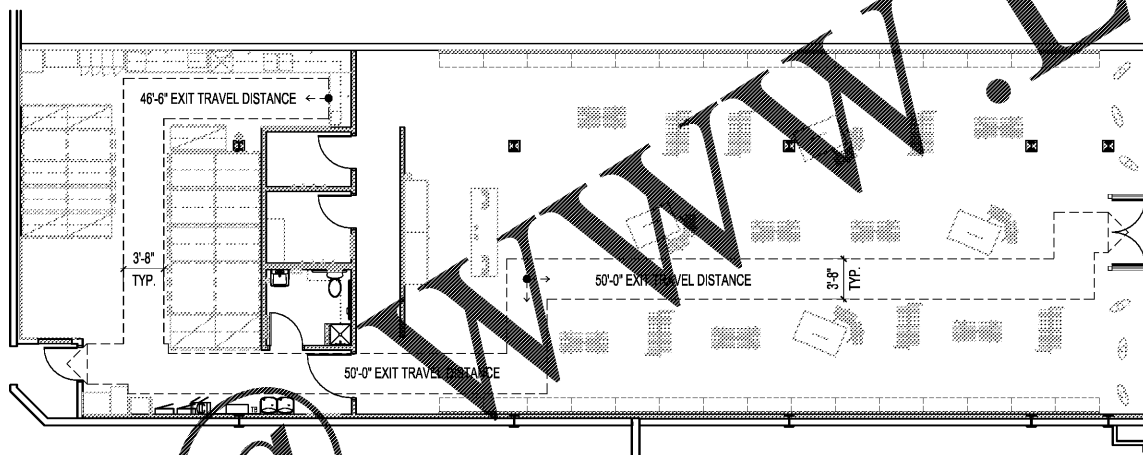 WWW.L
46'-6" EXIT TRAVEL DISTANCE
3'-8"
TYP.
50'-0" EXIT TRAVEL DISTANCE
3'-8"
TYP.
50'-0" EXIT TRAVEL DISTANCE